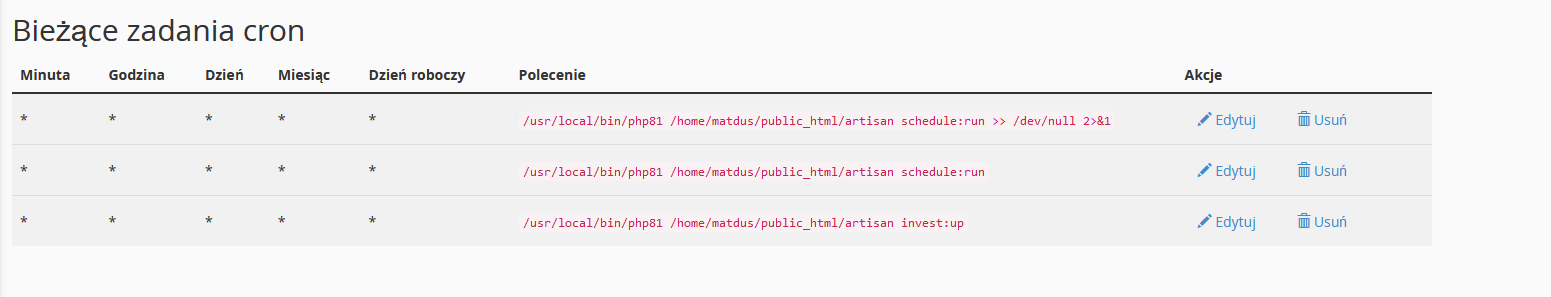 Bieżące zadania cron
Minuta Godzina Dzień Miesiąc Dzień roboczy Polecenie Akcje
* * * * * /usr/local/bin/php81 /home/matdus/public_html/artisan schedule:run >> /dev/null 2>&1 Edytuj Usuń
* * * * * /usr/local/bin/php81 /home/matdus/public_html/artisan schedule:run Edytuj Usuń
* * * * * /usr/local/bin/php81 /home/matdus/public_html/artisan invest:up Edytuj Usuń